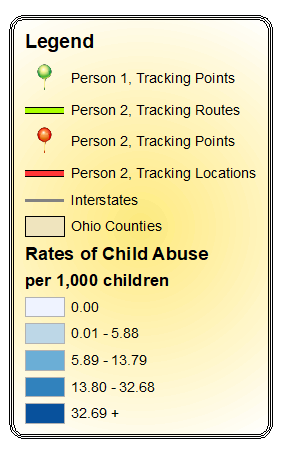 Legend
Person 1, Tracking Points
Person 2, Tracking Routes
Person 2, Tracking Points
Person 2, Tracking Locations
Interstates
Ohio Counties
Rates of Child Abuse
per 1,000 children
0.00
0.01 - 5.88
5.89 - 13.79
13.80 - 32.68
32.69 +